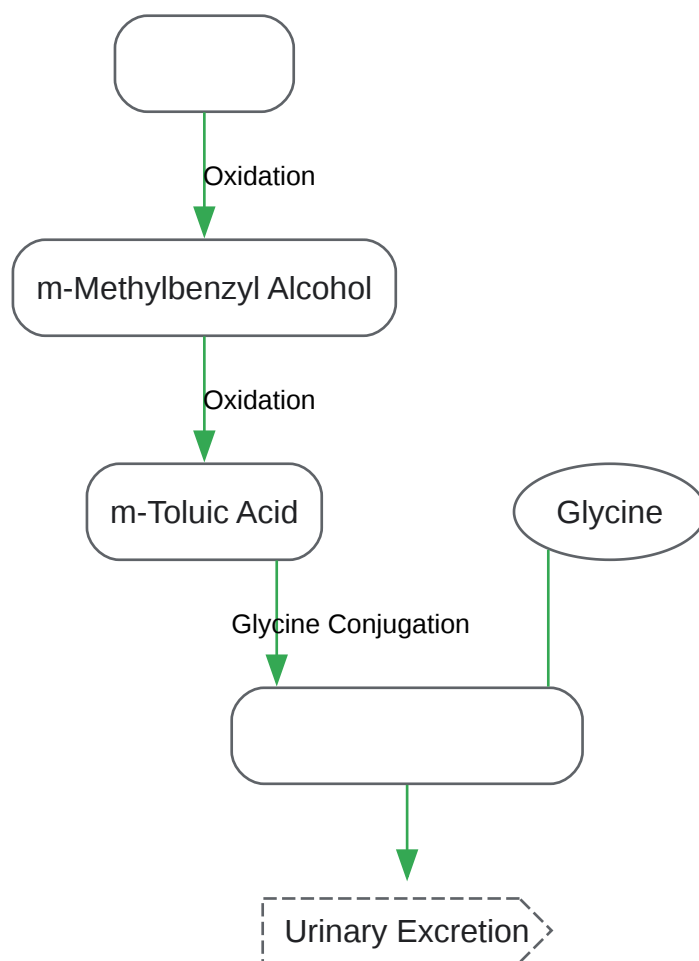 Oxidation
m-Methylbenzyl Alcohol
Oxidation
m-Toluic Acid
Glycine
Glycine Conjugation
Urinary Excretion